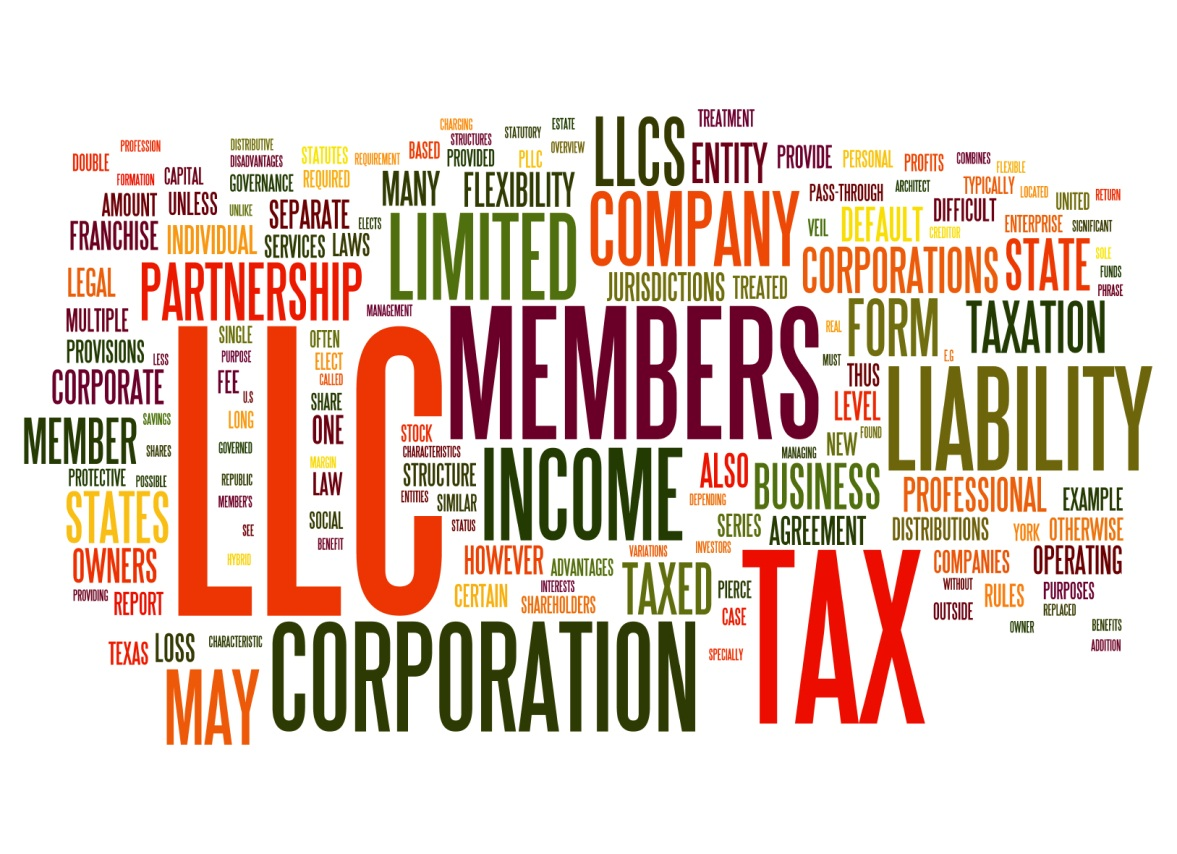 LLCS
TREATMENT
CHARGING
STRUCTURES
STATUTORY
ESTATE
OVERVIEW
PROFESSION
DOUBLE
DISTRIBUTIVE
DISADVANTAGES
STATUTES
REQUIREMENT
BASED
PROVIDED
PLLC
ENTITY
PROVIDE
PERSONAL
PROFITS
COMBINES
FLEXIBLE
FORMATION
CAPITAL
GOVERNANCE
REQUIRED
MANY
FLEXIBILITY
PASS-THROUGH
ARCHITECT
TYPICALLY
LOCATED
UNITED
RETURN
AMOUNT
UNLESS
UNLIKE
SEPARATE
ELECTS
LIMITED
COMPANY
VEIL
DEFAULT
CREDITOR
DIFFICULT
ENTERPRISE
SIGNIFICANT
FRANCHISE
INDIVIDUAL
SERVICES
LAWS
CORPORATIONS
STATE
SOLE
FUNDS
PHRASE
LEGAL
PARTNERSHIP
JURISDICTIONS
TREATED
MANAGEMENT
MULTIPLE
SINGLE
OFTEN
LLC
MEMBERS
REAL
FORM
TAXATION
PROVISIONS
LESS
PURPOSE
ELECT
CALLED
MUST
E.G
CORPORATE
FEE
U.S
SHARE
THUS
LEVEL
LIABILITY
MEMBER
SAVINGS
LONG
ONE
STOCK
CHARACTERISTICS
NEW
FOUND
SHARES
GOVERNED
MARGIN
STRUCTURE
INCOME
ALSO
MANAGING
BUSINESS
PROTECTIVE
POSSIBLE
REPUBLIC
LAW
ENTITIES
SIMILAR
DEPENDING
PROFESSIONAL
EXAMPLE
STATES
MEMBER'S
SOCIAL
STATUS
SERIES
AGREEMENT
DISTRIBUTIONS
YORK
OTHERWISE
SEE
BENEFIT
OWNERS
HYBRID
HOWEVER
ADVANTAGES
VARIATIONS
INVESTORS
TAX
COMPANIES
OPERATING
PROVIDING
REPORT
CERTAIN
INTERESTS
SHAREHOLDERS
TAXED
PIERCE
CASE
WITHOUT
OUTSIDE
RULES
PURPOSES
REPLACED
OWNER
BENEFITS
ADDITION
TEXAS
LOSS
CHARACTERISTIC
CORPORATION
SPECIALLY
MAY